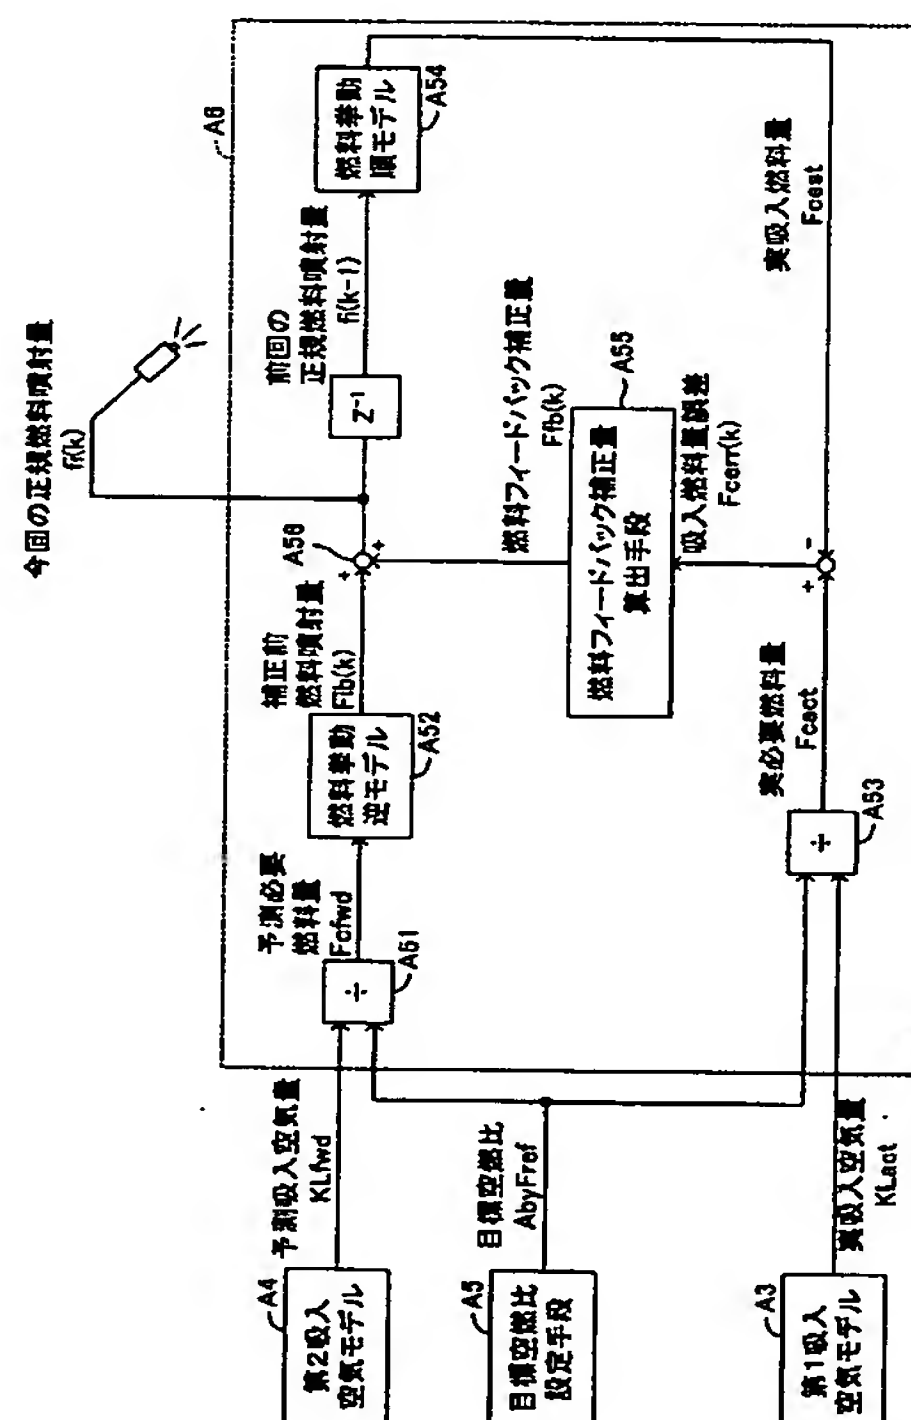 A6
今回の正規燃料噴射量
fi(k)
第2吸入
空気モデル
A4
予測吸入空気量
KLfwd
÷
A51
予測必要
燃料量
Fcfwd
燃料挙動
逆モデル
A52
補正前
燃料噴射量
Fib(k)
+
+
A56
Z-1
前回の
正規燃料噴射量
fi(k-1)
燃料挙動
順モデル
A54
目標空燃比
設定手段
A5
目標空燃比
AbyFref
燃料フィードバック補正量
算出手段
A55
燃料フィードバック補正量
Ffb(k)
吸入燃料量誤差
Fcerr(k)
第1吸入
空気モデル
A3
実吸入空気量
KLact
÷
A53
実必要燃料量
Fcact
+
-
実吸入燃料量
Fcest